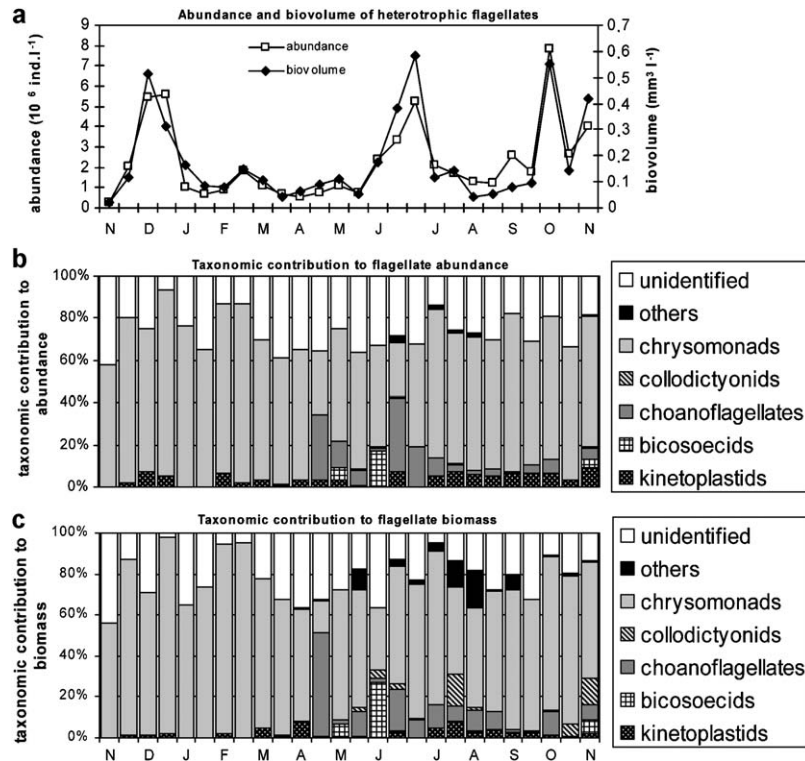 a
Abundance and biovolume of heterotrophic flagellates
abundance (10 ⁶ ind.l⁻¹)
9
8
7
6
5
4
3
2
1
0
abundance
biovolume
0,7
0,6
0,5
0,4
0,3
0,2
0,1
0
biovolume (mm³ l⁻¹)
N D J F M A M J J A S O N
b
Taxonomic contribution to flagellate abundance
taxonomic contribution to
abundance
100%
80%
60%
40%
20%
0%
unidentified
others
chrysomonads
collodictyonids
choanoflagellates
bicosoecids
kinetoplastids
c
Taxonomic contribution to flagellate biomass
taxonomic contribution to
biomass
100%
80%
60%
40%
20%
0%
unidentified
others
chrysomonads
collodictyonids
choanoflagellates
bicosoecids
kinetoplastids
N D J F M A M J J A S O N